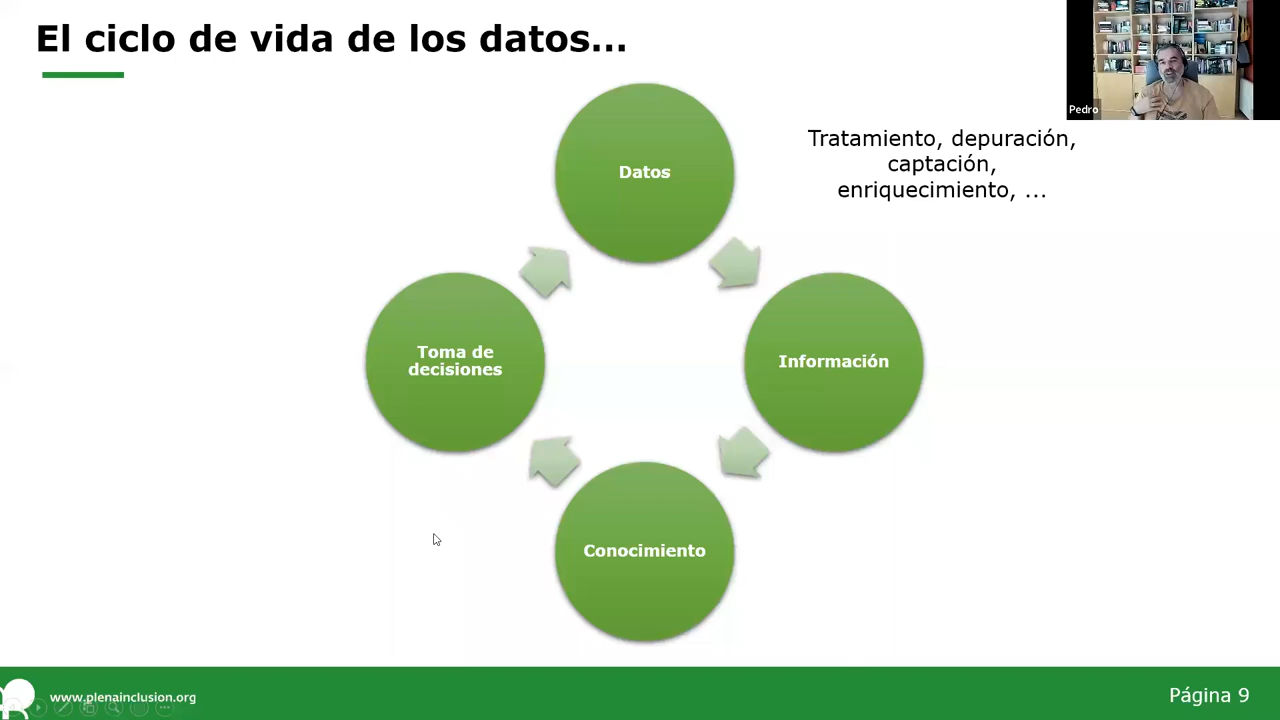 El ciclo de vida de los datos...
Pedro
Tratamiento, depuración,
captación,
enriquecimiento, ...
Datos
Información
Conocimiento
Toma de
decisiones
www.plenainclusion.org
Página 9